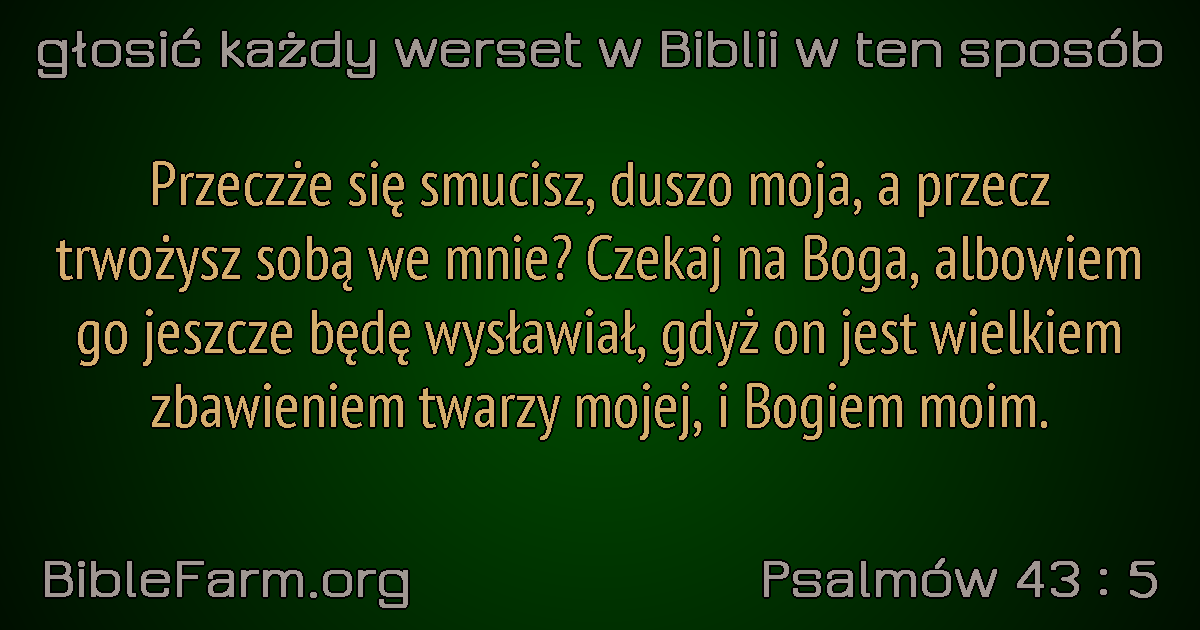 głosić każdy werset w Biblii w ten sposób
Przeczże się smucisz, duszo moja, a przecz
trwożysz sobą we mnie? Czekaj na Boga, albowiem
go jeszcze będę wysławiał, gdyż on jest wielkiem
zbawieniem twarzy mojej, i Bogiem moim.
BibleFarm.org
Psalmów 43 : 5